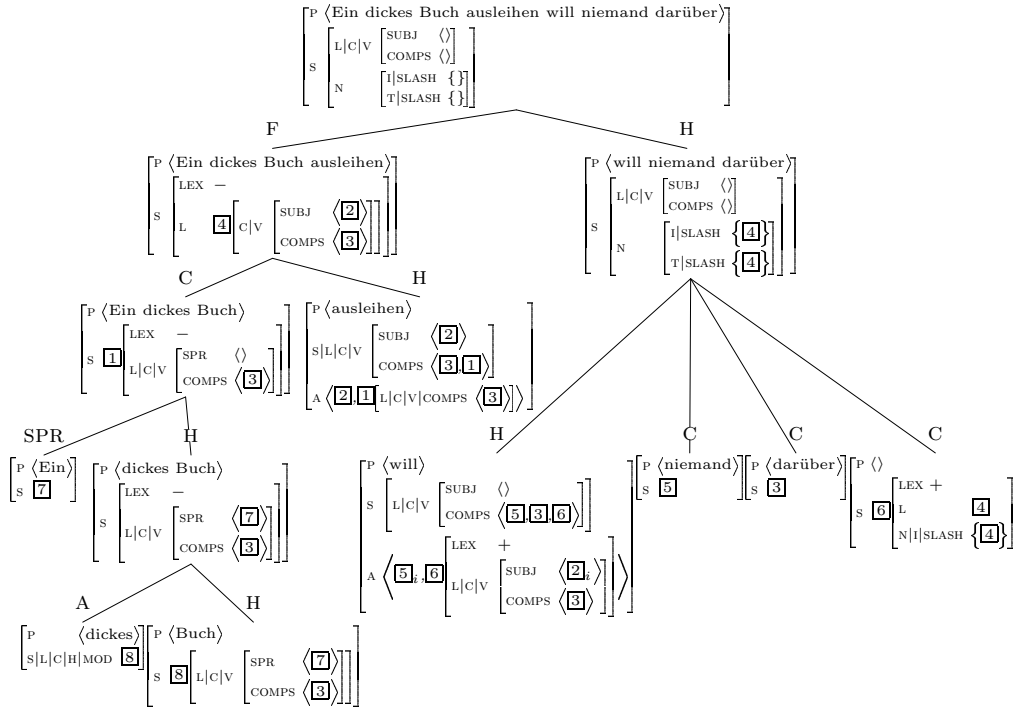 P ⟨Ein dickes Buch ausleihen will niemand darüber⟩
L|C|V SUBJ ⟨⟩
COMPS ⟨⟩
S
N I|SLASH {}
T|SLASH {}
F H
P ⟨Ein dickes Buch ausleihen⟩
LEX −
S L 4 C|V SUBJ ⟨2⟩
COMPS ⟨3⟩
P ⟨will niemand darüber⟩
L|C|V SUBJ ⟨⟩
COMPS ⟨⟩
S
N I|SLASH {4}
T|SLASH {4}
C H
P ⟨Ein dickes Buch⟩
LEX −
S 1 L|C|V SPR ⟨⟩
COMPS ⟨3⟩
P ⟨ausleihen⟩
S|L|C|V SUBJ ⟨2⟩
COMPS ⟨3,1⟩
A ⟨2,1[L|C|V|COMPS ⟨3⟩]⟩
SPR H
H C C C
P ⟨Ein⟩
S 7
P ⟨dickes Buch⟩
LEX −
S L|C|V SPR ⟨7⟩
COMPS ⟨3⟩
P ⟨will⟩
S L|C|V SUBJ ⟨⟩
COMPS ⟨5,3,6⟩
LEX +
A ⟨5i,6 L|C|V SUBJ ⟨2i⟩
COMPS ⟨3⟩⟩
P ⟨niemand⟩
S 5
P ⟨darüber⟩
S 3
P ⟨⟩
LEX +
S 6 L 4
N|I|SLASH {4}
A H
P ⟨dickes⟩
S|L|C|H|MOD 8
P ⟨Buch⟩
S 8 L|C|V SPR ⟨7⟩
COMPS ⟨3⟩